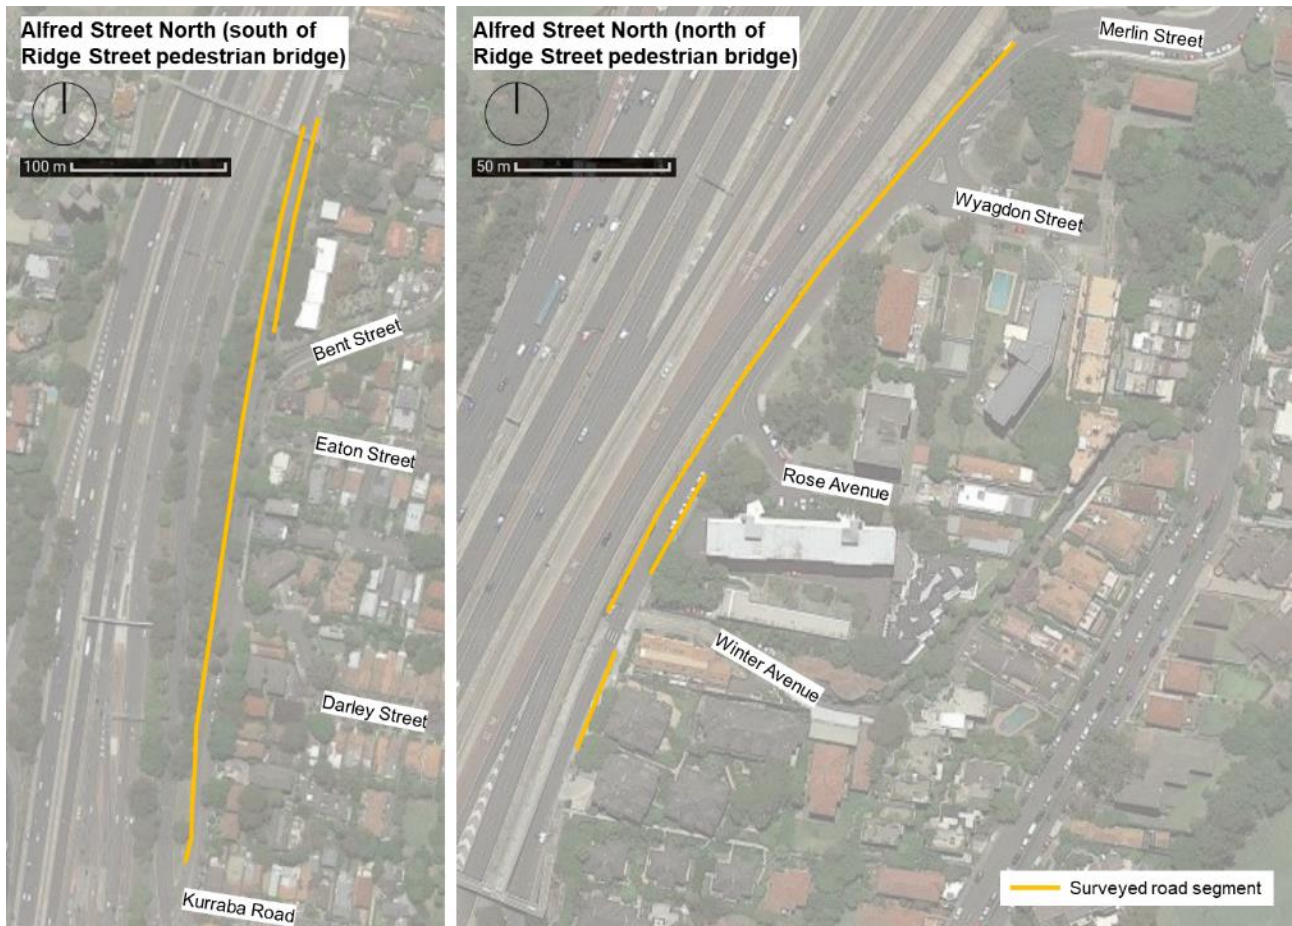 Alfred Street North (south of
Ridge Street pedestrian bridge)
100 m
Bent Street
Eaton Street
Darley Street
Kurraba Road
Alfred Street North (north of
Ridge Street pedestrian bridge)
50 m
Merlin Street
Wyagdon Street
Rose Avenue
Winter Avenue
Surveyed road segment